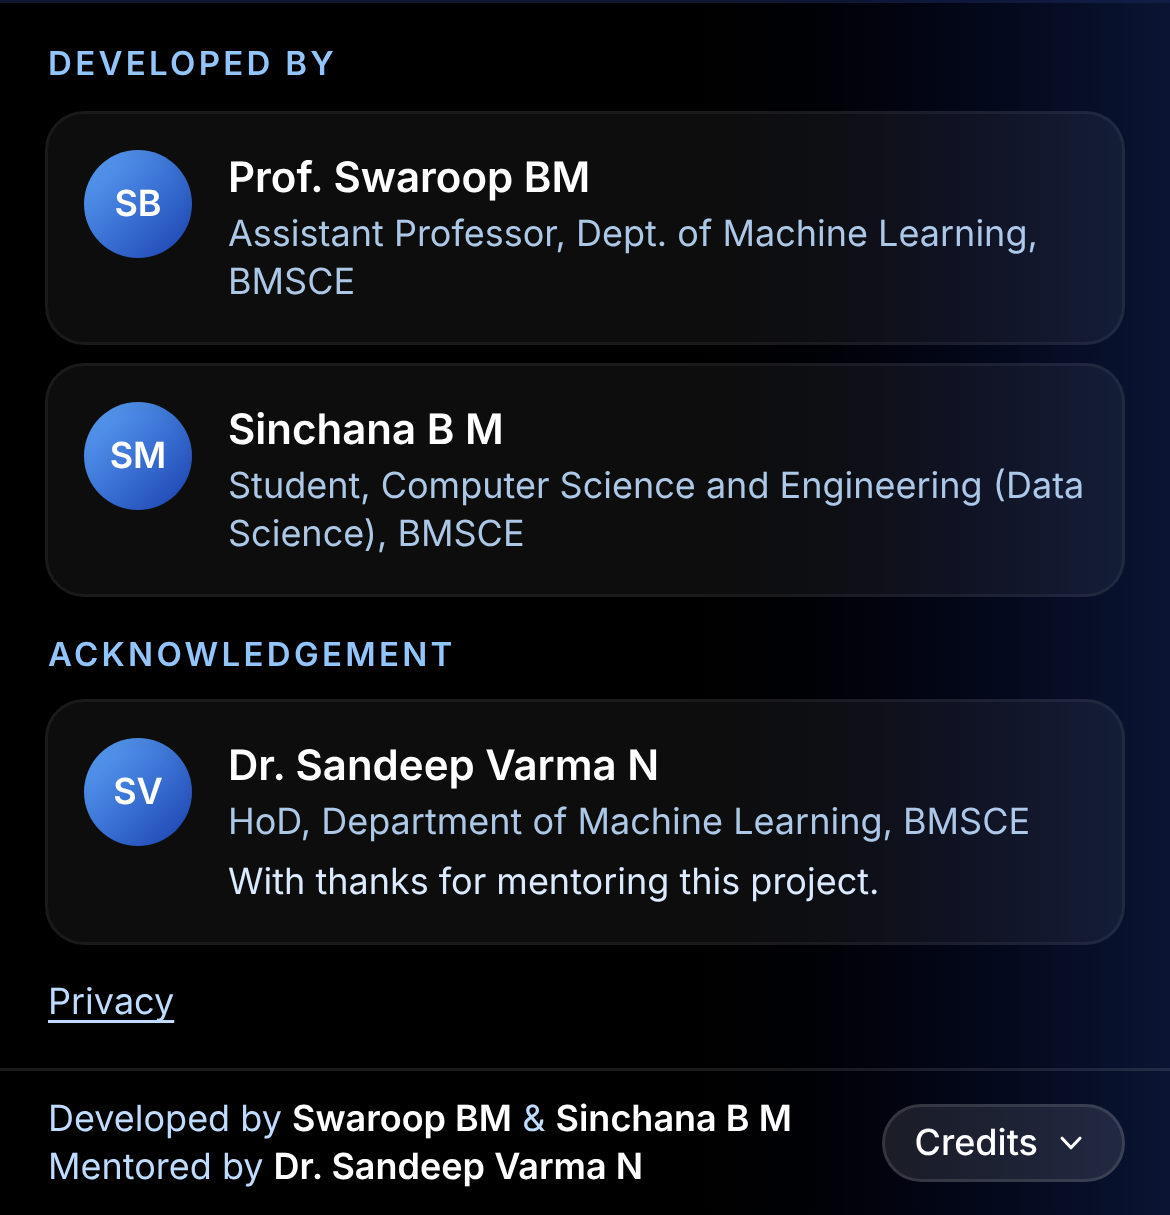 DEVELOPED BY
SB
Prof. Swaroop BM
Assistant Professor, Dept. of Machine Learning,
BMSCE
SM
Sinchana B M
Student, Computer Science and Engineering (Data
Science), BMSCE
ACKNOWLEDGEMENT
SV
Dr. Sandeep Varma N
HoD, Department of Machine Learning, BMSCE
With thanks for mentoring this project.
Privacy
Developed by Swaroop BM & Sinchana B M
Mentored by Dr. Sandeep Varma N
Credits